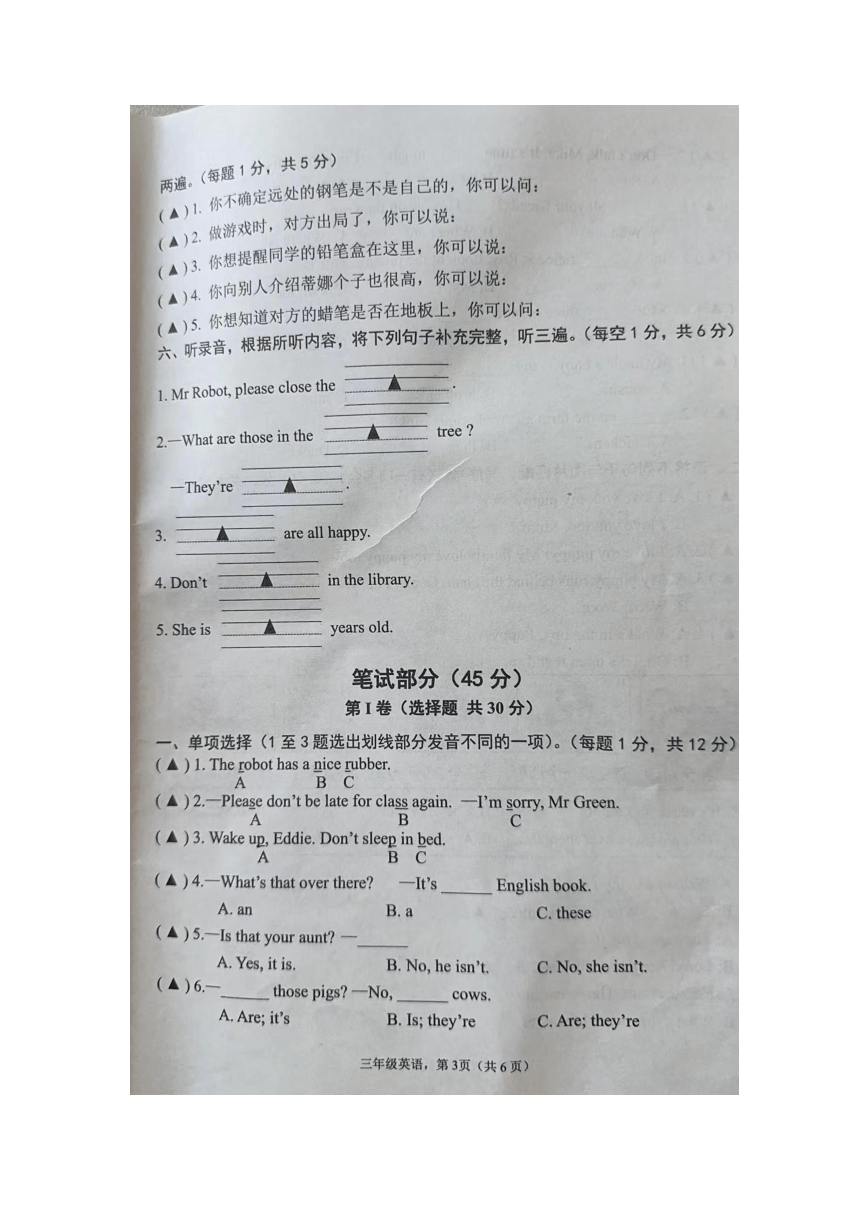 两遍。(每题 1 分，共 5 分)
(▲) 1. 你不确定远处的钢笔是不是自己的，你可以问：
(▲) 2. 做游戏时，对方出局了，你可以说：
(▲) 3. 你想提醒同学的铅笔盒在这里，你可以说：
(▲) 4. 你向别人介绍蒂娜个子也很高，你可以说：
(▲) 5. 你想知道对方的蜡笔是否在地板上，你可以问：
六、听录音，根据所听内容，将下列句子补充完整，听三遍。(每空 1 分，共 6 分)
1. Mr Robot, please close the ▲ .
2.—What are those in the ▲ tree ?
—They're ▲ .
3. ▲ are all happy.
4. Don't ▲ in the library.
5. She is ▲ years old.
笔试部分（45 分）
第 I 卷（选择题 共 30 分）
一、单项选择（1 至 3 题选出划线部分发音不同的一项）。(每题 1 分，共 12 分)
(▲) 1. The robot has a nice rubber.
A B C
(▲) 2.—Please don't be late for class again. —I'm sorry, Mr Green.
A B C
(▲) 3. Wake up, Eddie. Don't sleep in bed.
A B C
(▲) 4.—What's that over there? —It's ______ English book.
A. an B. a C. these
(▲) 5.—Is that your aunt? —______
A. Yes, it is. B. No, he isn't. C. No, she isn't.
(▲) 6.—______ those pigs? —No, ______ cows.
A. Are; it's B. Is; they're C. Are; they're
三年级英语，第 3页（共 6 页）